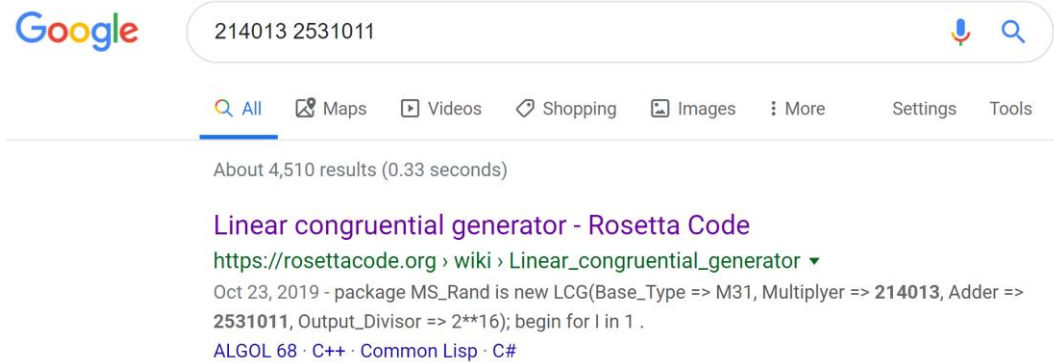 Google
214013 2531011
All Maps Videos Shopping Images More Settings Tools
About 4,510 results (0.33 seconds)
Linear congruential generator - Rosetta Code
https://rosettacode.org › wiki › Linear_congruential_generator
Oct 23, 2019 - package MS_Rand is new LCG(Base_Type => M31, Multiplyer => 214013, Adder =>
2531011, Output_Divisor => 2**16); begin for I in 1 .
ALGOL 68 · C++ · Common Lisp · C#